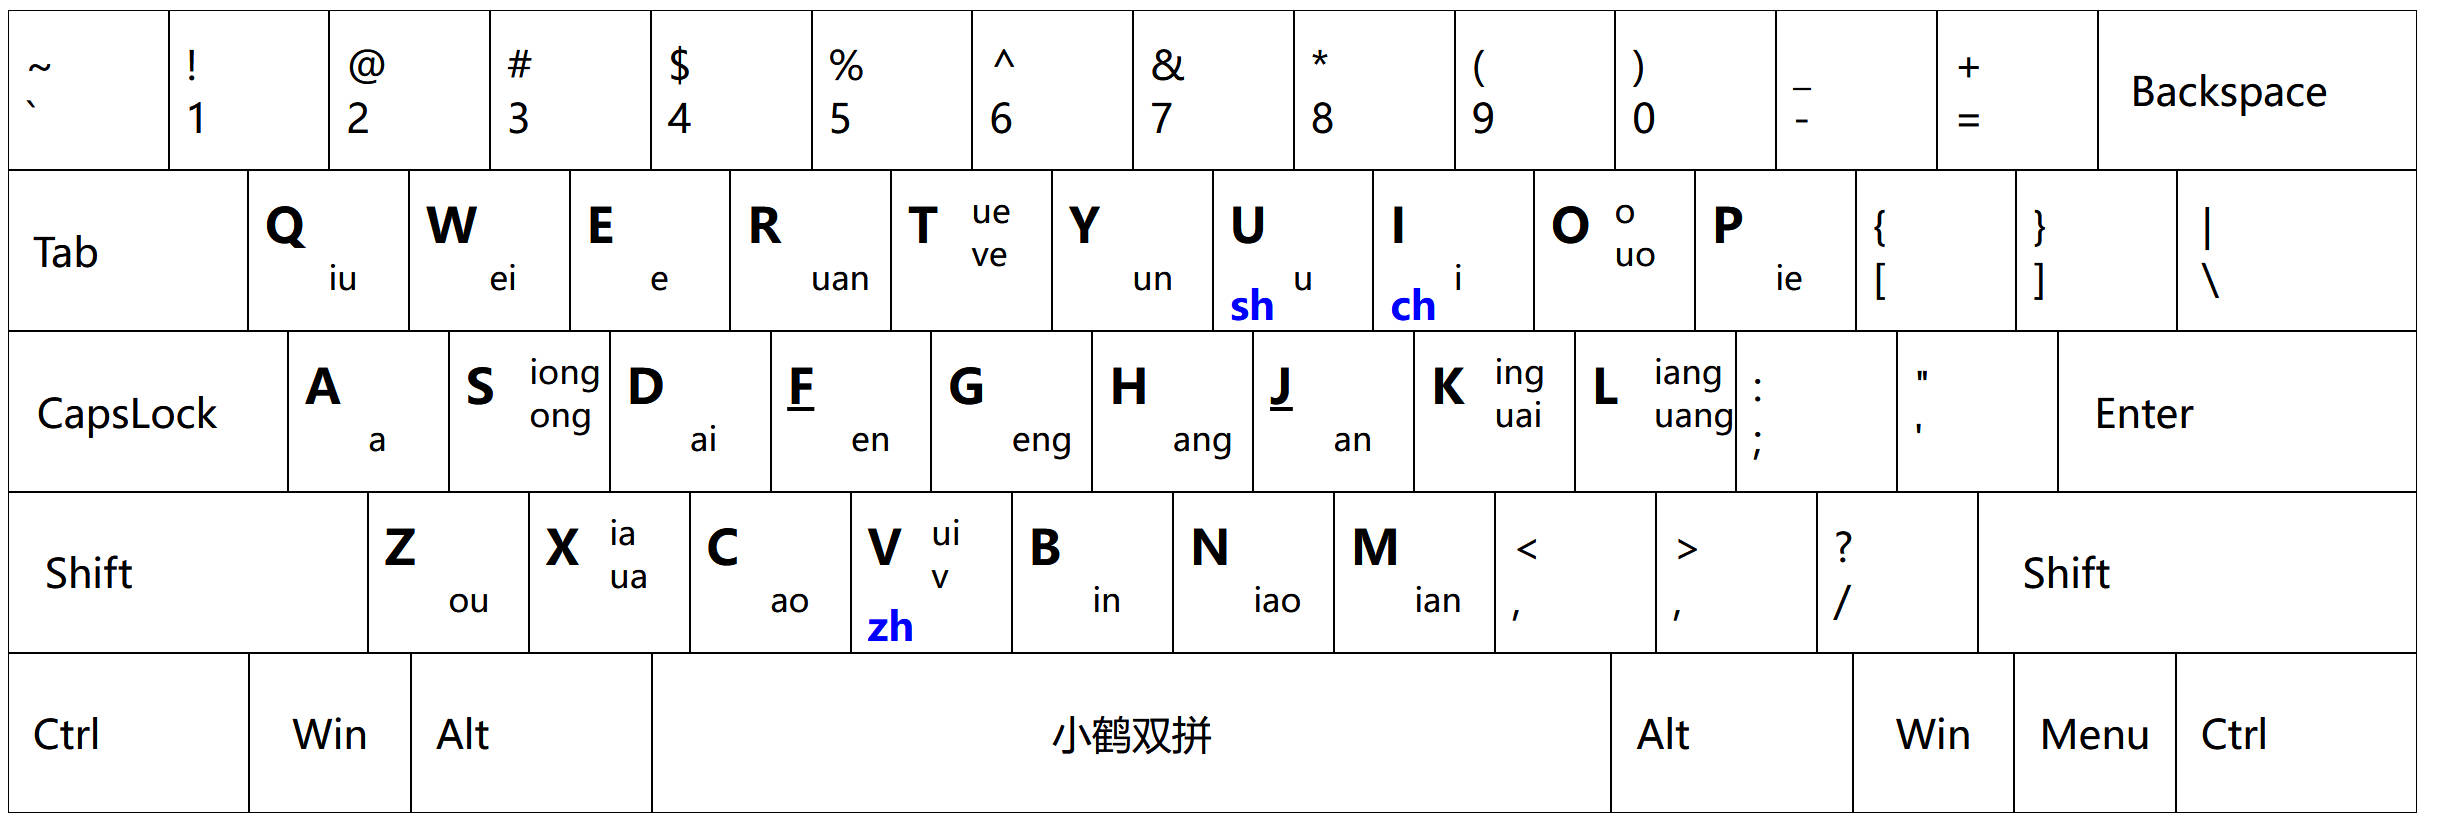 ~ ! @ # $ % ^ & * ( ) _ +
` 1 2 3 4 5 6 7 8 9 0 - = Backspace
Tab Q iu W ei E e R uan T ue ve Y un U sh u I ch i O o uo P ie { [ } ] | \
CapsLock A a S iong ong D ai F en G eng H ang J an K ing uai L iang uang : ; " ' Enter
Shift Z ou X ia ua C ao V ui v zh B in N iao M ian < , > , ? / Shift
Ctrl Win Alt 小鹤双拼 Alt Win Menu Ctrl